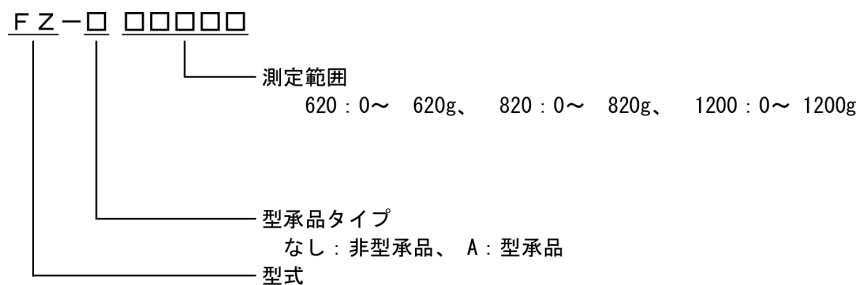 ＦＺ－□ □□□□□
測定範囲
620：0～ 620g、 820：0～ 820g、 1200：0～ 1200g
型承品タイプ
なし：非型承品、 A：型承品
型式